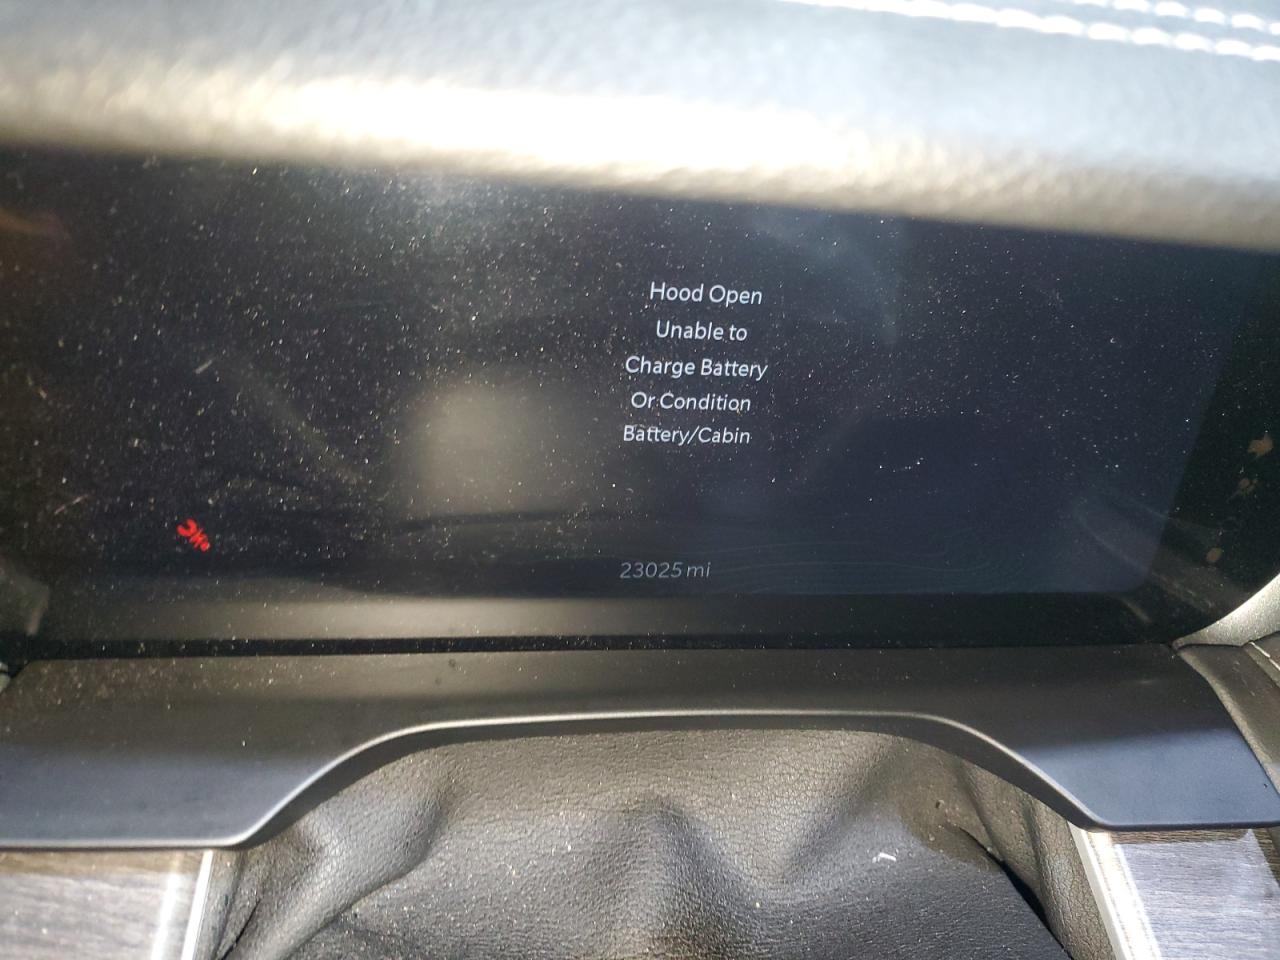 Hood Open
Unable to
Charge Battery
Or Condition
Battery/Cabin
23025 mi